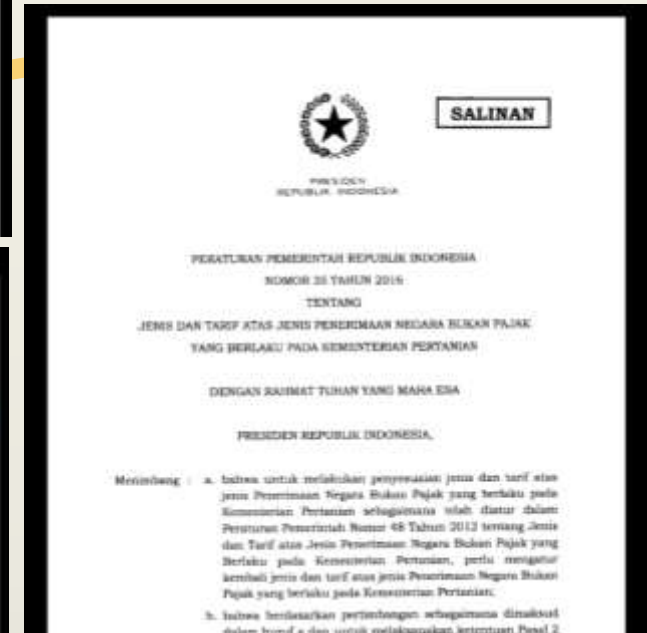 SALINAN
PRESIDEN
REPUBLIK INDONESIA
PERATURAN PEMERINTAH REPUBLIK INDONESIA
NOMOR 35 TAHUN 2016
TENTANG
JENIS DAN TARIF ATAS JENIS PENERIMAAN NEGARA BUKAN PAJAK
YANG BERLAKU PADA KEMENTERIAN PERTANIAN
DENGAN RAHMAT TUHAN YANG MAHA ESA
PRESIDEN REPUBLIK INDONESIA,
Menimbang : a. bahwa untuk melakukan penyesuaian jenis dan tarif atas
jenis Penerimaan Negara Bukan Pajak yang berlaku pada
Kementerian Pertanian sebagaimana telah diatur dalam
Peraturan Pemerintah Nomor 48 Tahun 2012 tentang Jenis
dan Tarif atas Jenis Penerimaan Negara Bukan Pajak yang
Berlaku pada Kementerian Pertanian, perlu mengatur
kembali jenis dan tarif atas jenis Penerimaan Negara Bukan
Pajak yang berlaku pada Kementerian Pertanian;
b. bahwa berdasarkan pertimbangan sebagaimana dimaksud
dalam huruf a dan untuk melaksanakan ketentuan Pasal 2